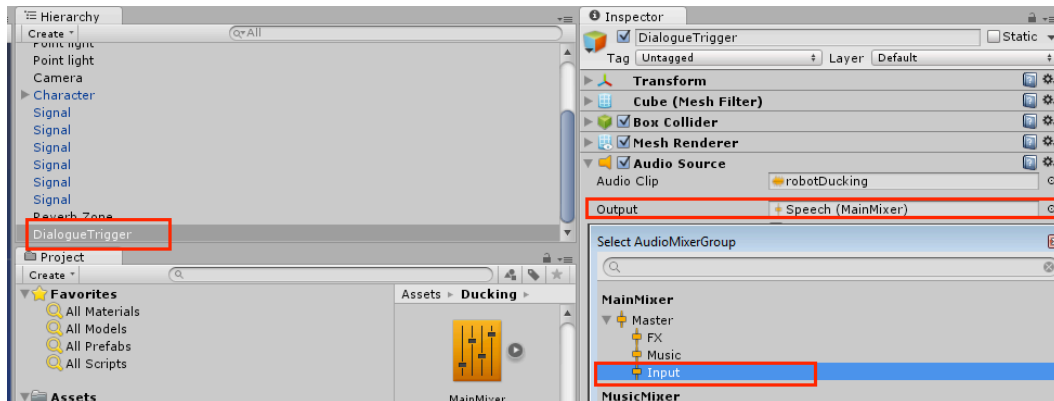 Hierarchy
Create
All
Point light
Point light
Camera
Character
Signal
Signal
Signal
Signal
Signal
Signal
Reverb Zone
DialogueTrigger
Project
Create
Favorites
All Materials
All Models
All Prefabs
All Scripts
Assets
Assets Ducking
MainMixer
Inspector
DialogueTrigger Static
Tag Untagged Layer Default
Transform
Cube (Mesh Filter)
Box Collider
Mesh Renderer
Audio Source
Audio Clip robotDucking
Output Speech (MainMixer)
Select AudioMixerGroup
MainMixer
Master
FX
Music
Input
MusicMixer